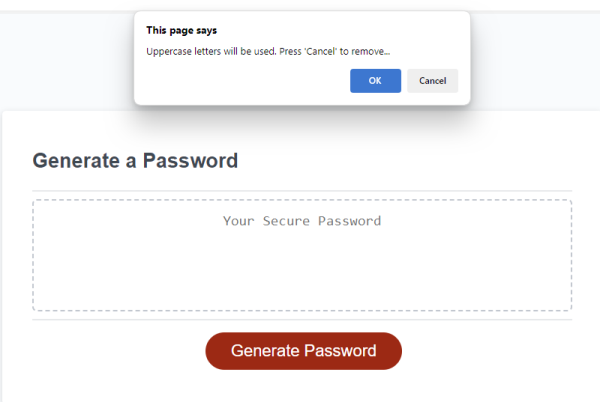 This page says
Uppercase letters will be used. Press 'Cancel' to remove...
OK Cancel
Generate a Password
Your Secure Password
Generate Password